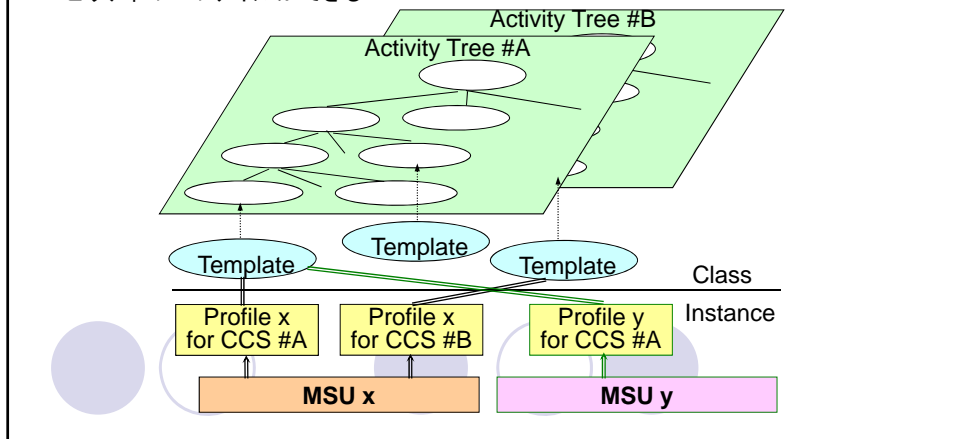 Activity Tree #B
Activity Tree #A
Template
Template
Template
Class
Instance
Profile x
for CCS #A
Profile x
for CCS #B
Profile y
for CCS #A
MSU x
MSU y